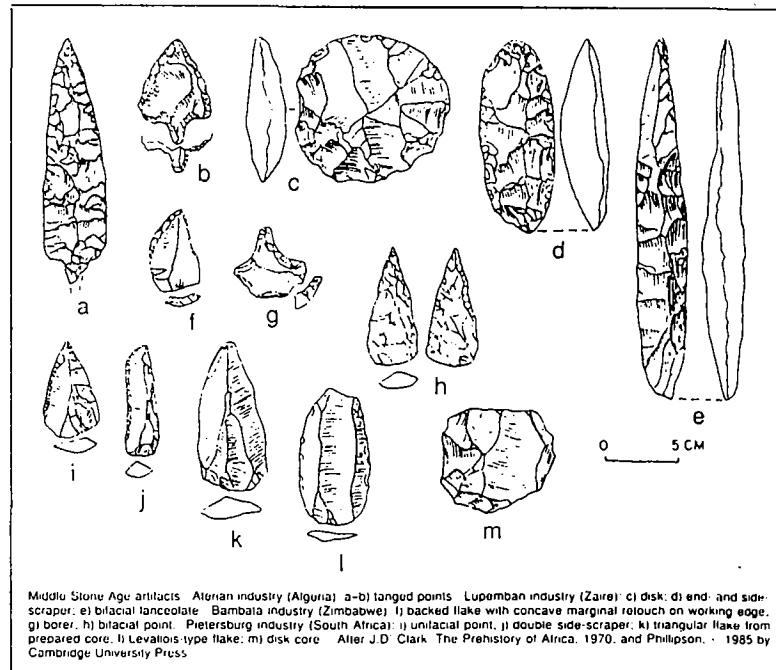 a
b
c
d
e
f
g
h
i
j
k
l
m
0 5 CM
Middle Stone Age artifacts Aterian industry (Algeria) a–b) tanged points Lupemban industry (Zaire) c) disk; d) end- and side-
scraper; e) bifacial lanceolate Bambata industry (Zimbabwe) f) backed flake with concave marginal retouch on working edge,
g) borer, h) bifacial point. Pietersburg industry (South Africa): i) unifacial point, j) double side-scraper; k) triangular flake from
prepared core, l) Levallois-type flake; m) disk core After J.D. Clark The Prehistory of Africa, 1970, and Phillipson, 1985 by
Cambridge University Press